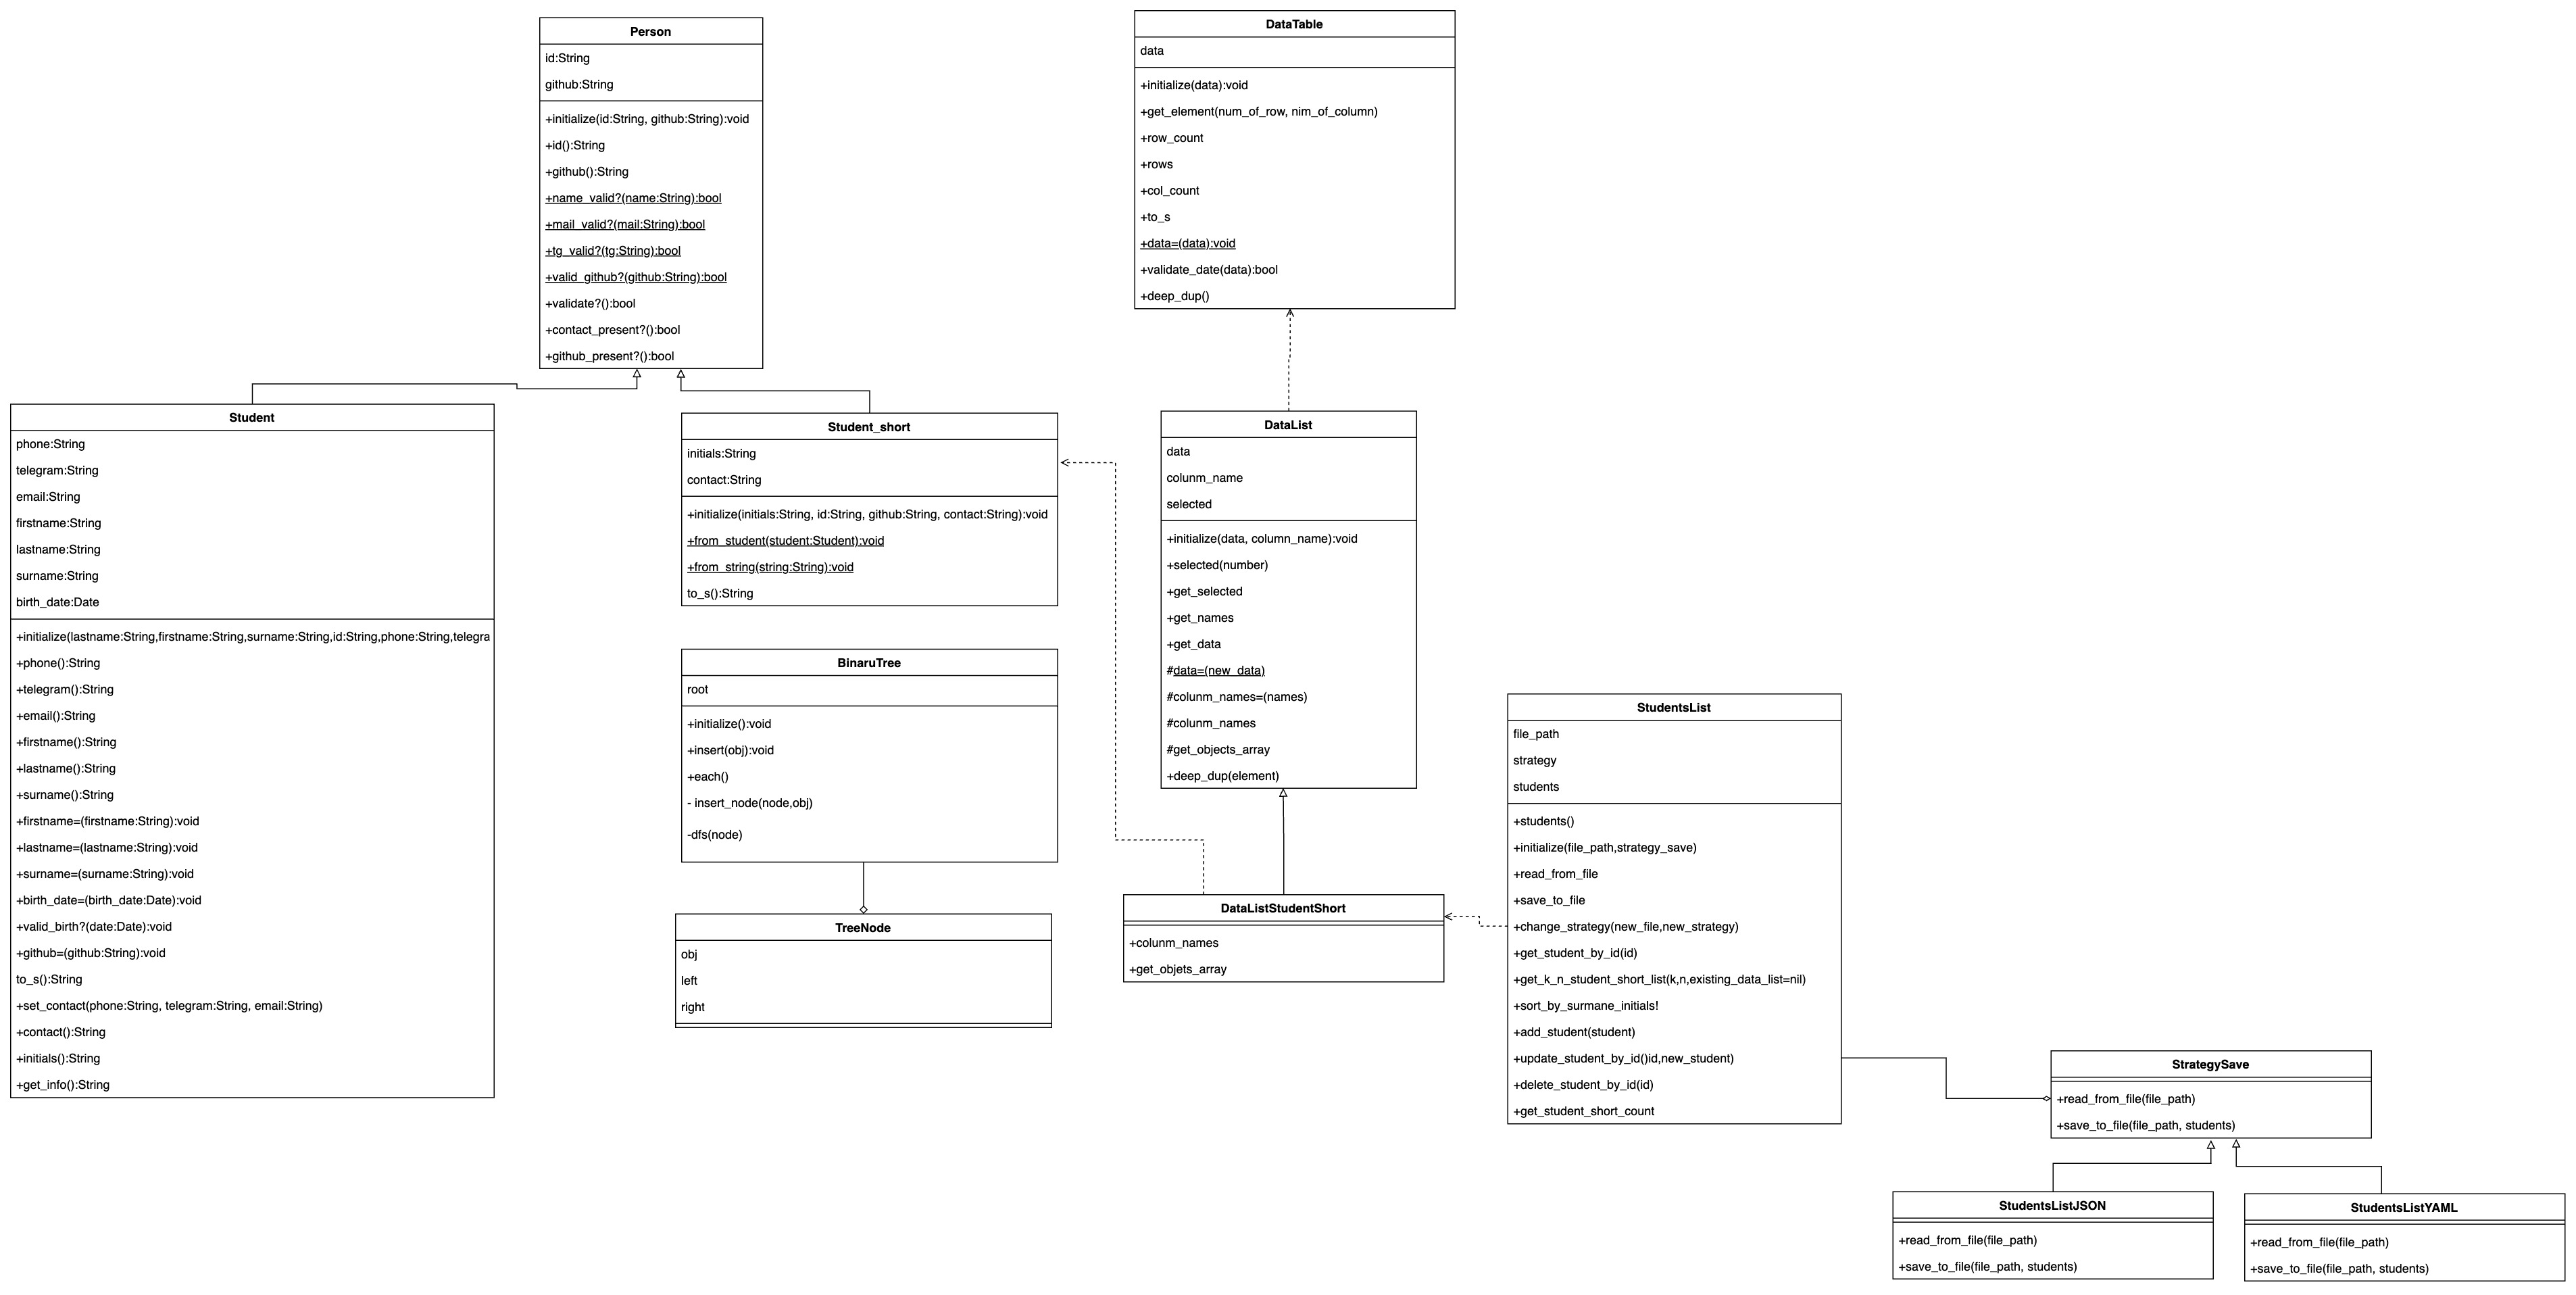 Person
id:String
github:String
+initialize(id:String, github:String):void
+id():String
+github():String
+name_valid?(name:String):bool
+mail_valid?(mail:String):bool
+tg_valid?(tg:String):bool
+valid_github?(github:String):bool
+validate?():bool
+contact_present?():bool
+github_present?():bool
DataTable
data
+initialize(data):void
+get_element(num_of_row, nim_of_column)
+row_count
+rows
+col_count
+to_s
+data=(data):void
+validate_date(data):bool
+deep_dup()
Student
phone:String
telegram:String
email:String
firstname:String
lastname:String
surname:String
birth_date:Date
+initialize(lastname:String,firstname:String,surname:String,id:String,phone:String,telegra
+phone():String
+telegram():String
+email():String
+firstname():String
+lastname():String
+surname():String
+firstname=(firstname:String):void
+lastname=(lastname:String):void
+surname=(surname:String):void
+birth_date=(birth_date:Date):void
+valid_birth?(date:Date):void
+github=(github:String):void
to_s():String
+set_contact(phone:String, telegram:String, email:String)
+contact():String
+initials():String
+get_info():String
Student_short
initials:String
contact:String
+initialize(initials:String, id:String, github:String, contact:String):void
+from_student(student:Student):void
+from_string(string:String):void
to_s():String
BinaruTree
root
+initialize():void
+insert(obj):void
+each()
- insert_node(node,obj)
-dfs(node)
TreeNode
obj
left
right
DataList
data
colunm_name
selected
+initialize(data, column_name):void
+selected(number)
+get_selected
+get_names
+get_data
#data=(new_data)
#colunm_names=(names)
#colunm_names
#get_objects_array
+deep_dup(element)
DataListStudentShort
+colunm_names
+get_objets_array
StudentsList
file_path
strategy
students
+students()
+initialize(file_path,strategy_save)
+read_from_file
+save_to_file
+change_strategy(new_file,new_strategy)
+get_student_by_id(id)
+get_k_n_student_short_list(k,n,existing_data_list=nil)
+sort_by_surmane_initials!
+add_student(student)
+update_student_by_id()id,new_student)
+delete_student_by_id(id)
+get_student_short_count
StrategySave
+read_from_file(file_path)
+save_to_file(file_path, students)
StudentsListJSON
+read_from_file(file_path)
+save_to_file(file_path, students)
StudentsListYAML
+read_from_file(file_path)
+save_to_file(file_path, students)